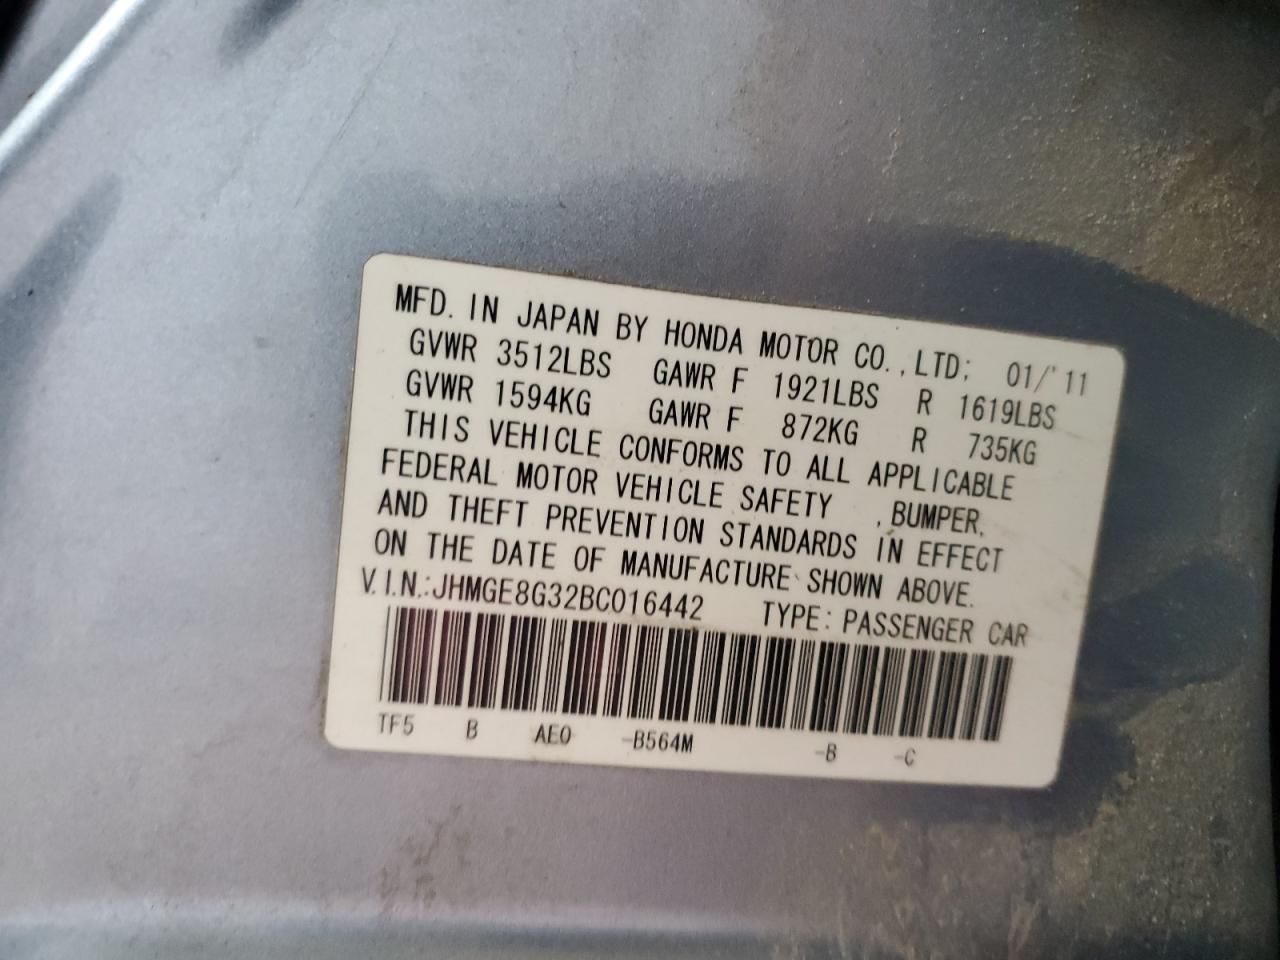 MFD. IN JAPAN BY HONDA MOTOR CO.,LTD; 01/'11
GVWR 3512LBS GAWR F 1921LBS R 1619LBS
GVWR 1594KG GAWR F 872KG R 735KG
THIS VEHICLE CONFORMS TO ALL APPLICABLE
FEDERAL MOTOR VEHICLE SAFETY , BUMPER,
AND THEFT PREVENTION STANDARDS IN EFFECT
ON THE DATE OF MANUFACTURE SHOWN ABOVE.
V.I.N.:JHMGE8G32BC016442 TYPE: PASSENGER CAR
TF5 B AE0 -B564M -B -C